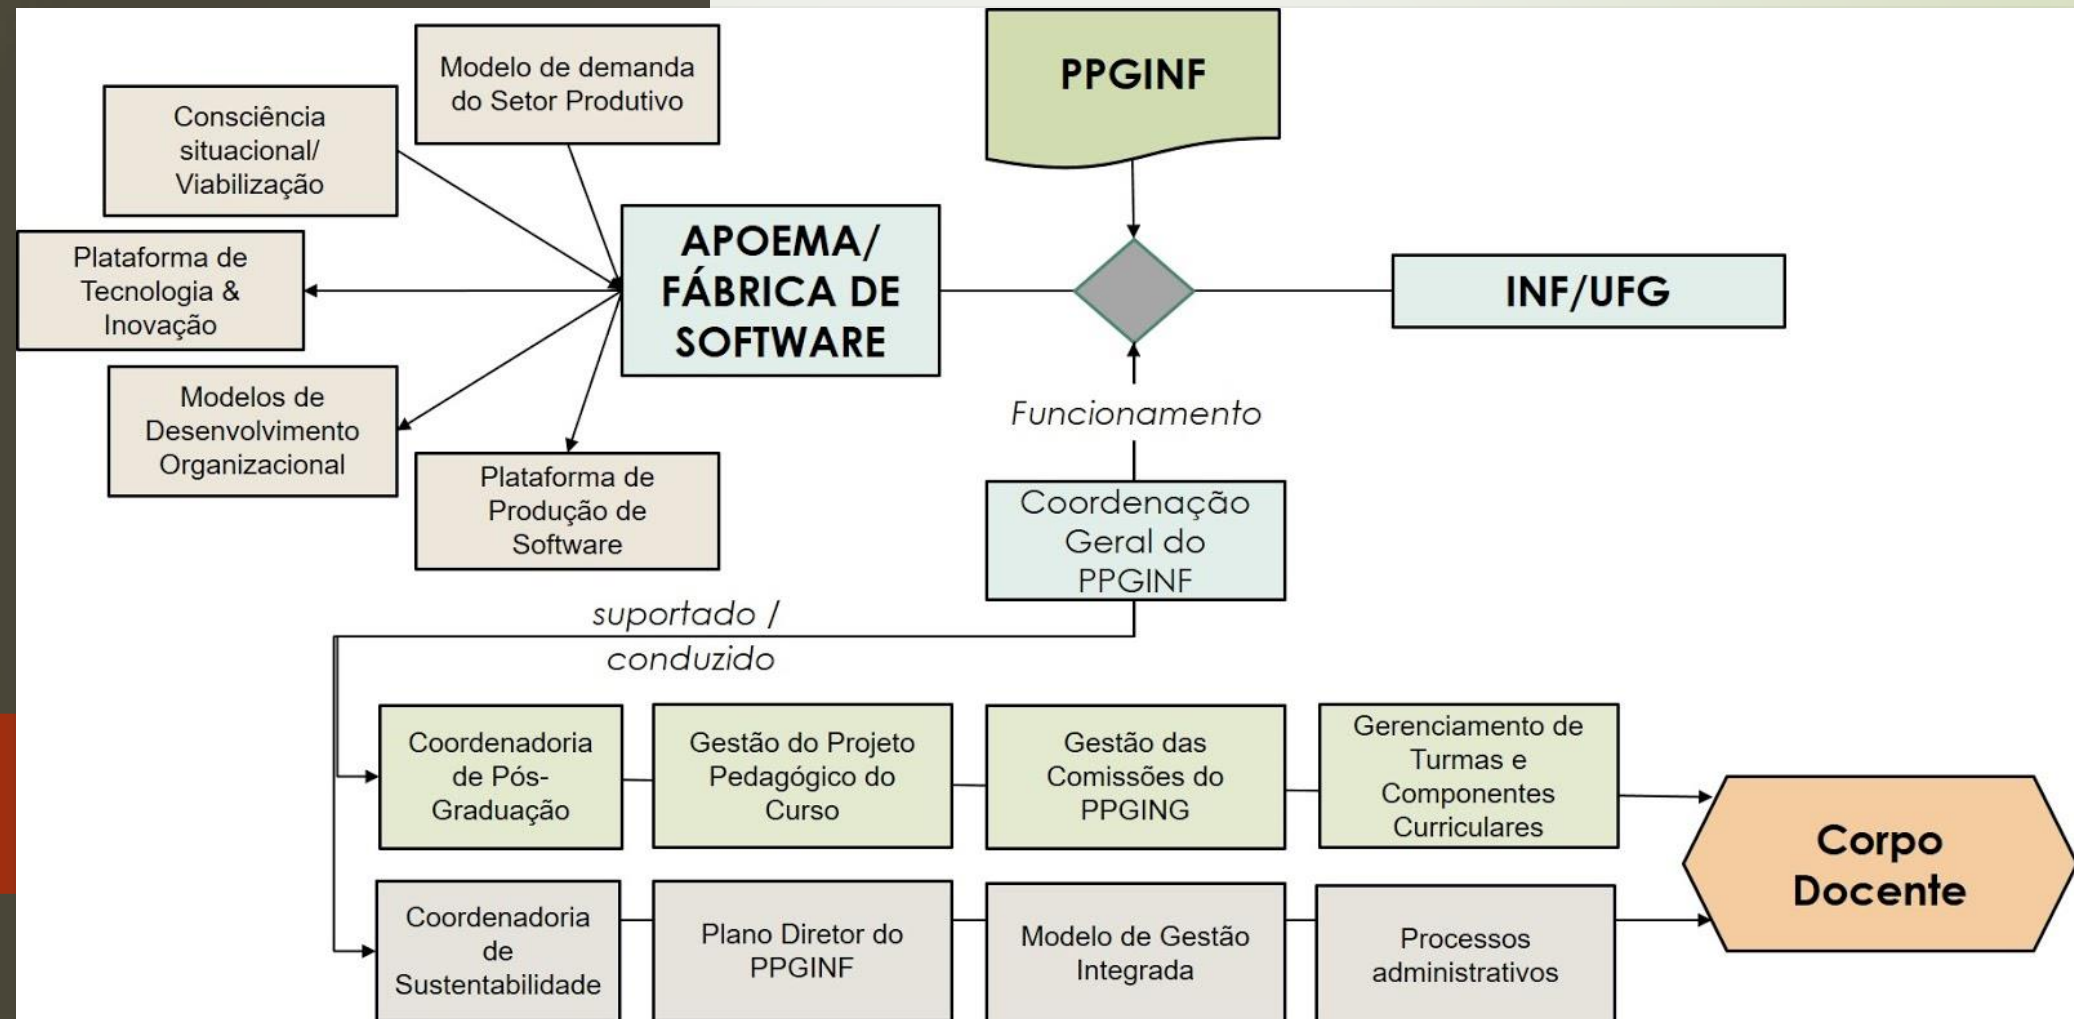 Modelo de demanda
do Setor Produtivo
PPGINF
Consciência
situacional/
Viabilização
Plataforma de
Tecnologia &
Inovação
APOEMA/
FÁBRICA DE
SOFTWARE
INF/UFG
Modelos de
Desenvolvimento
Organizacional
Plataforma de
Produção de
Software
Funcionamento
Coordenação
Geral do
PPGINF
suportado /
conduzido
Coordenadoria
de Pós-
Graduação
Gestão do Projeto
Pedagógico do
Curso
Gestão das
Comissões do
PPGING
Gerenciamento de
Turmas e
Componentes
Curriculares
Corpo
Docente
Coordenadoria
de
Sustentabilidade
Plano Diretor do
PPGINF
Modelo de Gestão
Integrada
Processos
administrativos